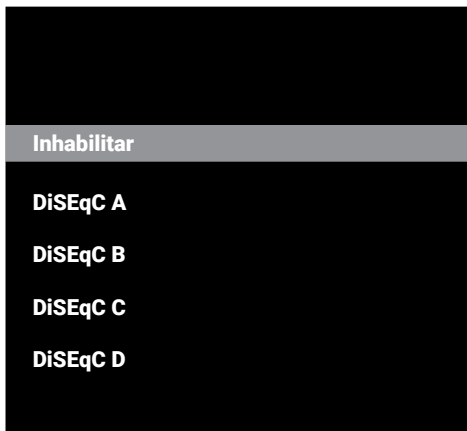 Inhabilitar
DiSEqC A
DiSEqC B
DiSEqC C
DiSEqC D